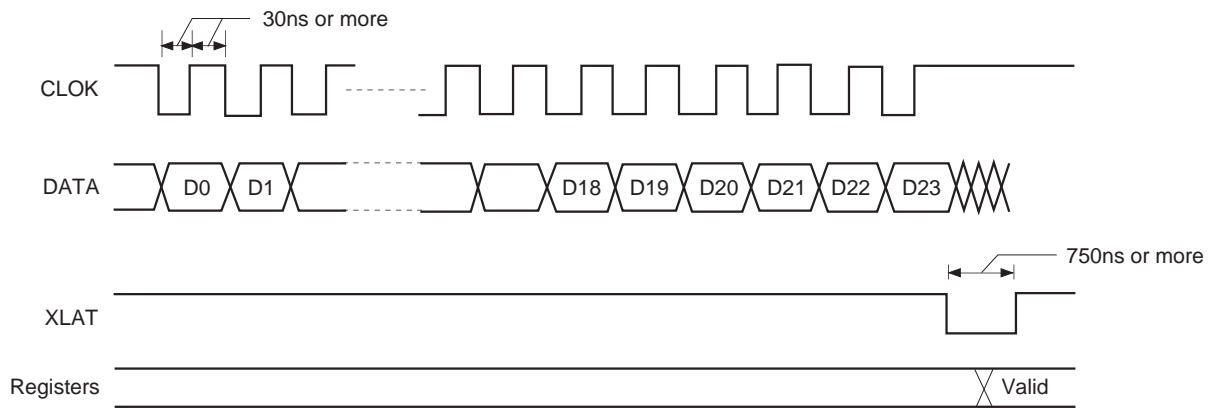 30ns or more
CLOK
DATA
D0 D1 D18 D19 D20 D21 D22 D23
750ns or more
XLAT
Registers Valid